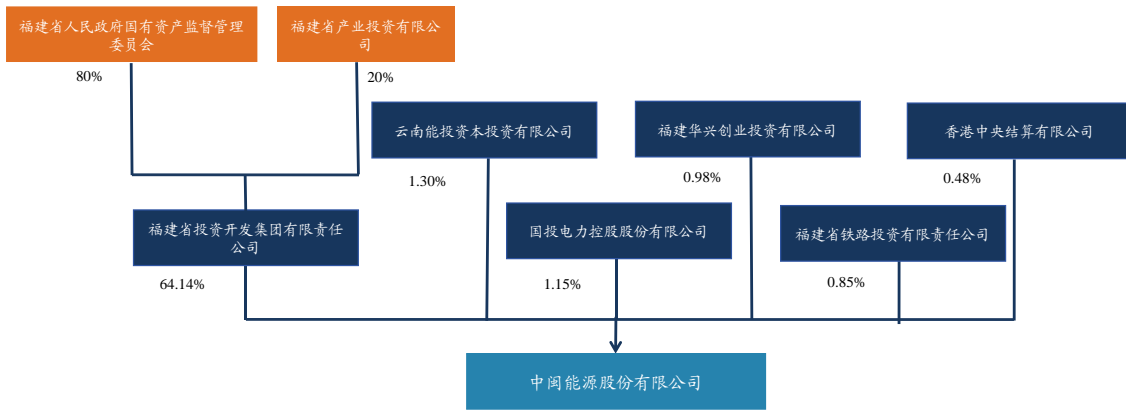 福建省人民政府国有资产监督管理
委员会
福建省产业投资有限公
司
80%
20%
云南能投资本投资有限公司
福建华兴创业投资有限公司
香港中央结算有限公司
1.30%
0.98%
0.48%
福建省投资开发集团有限责任
公司
国投电力控股股份有限公司
福建省铁路投资有限责任公司
64.14%
1.15%
0.85%
中闽能源股份有限公司